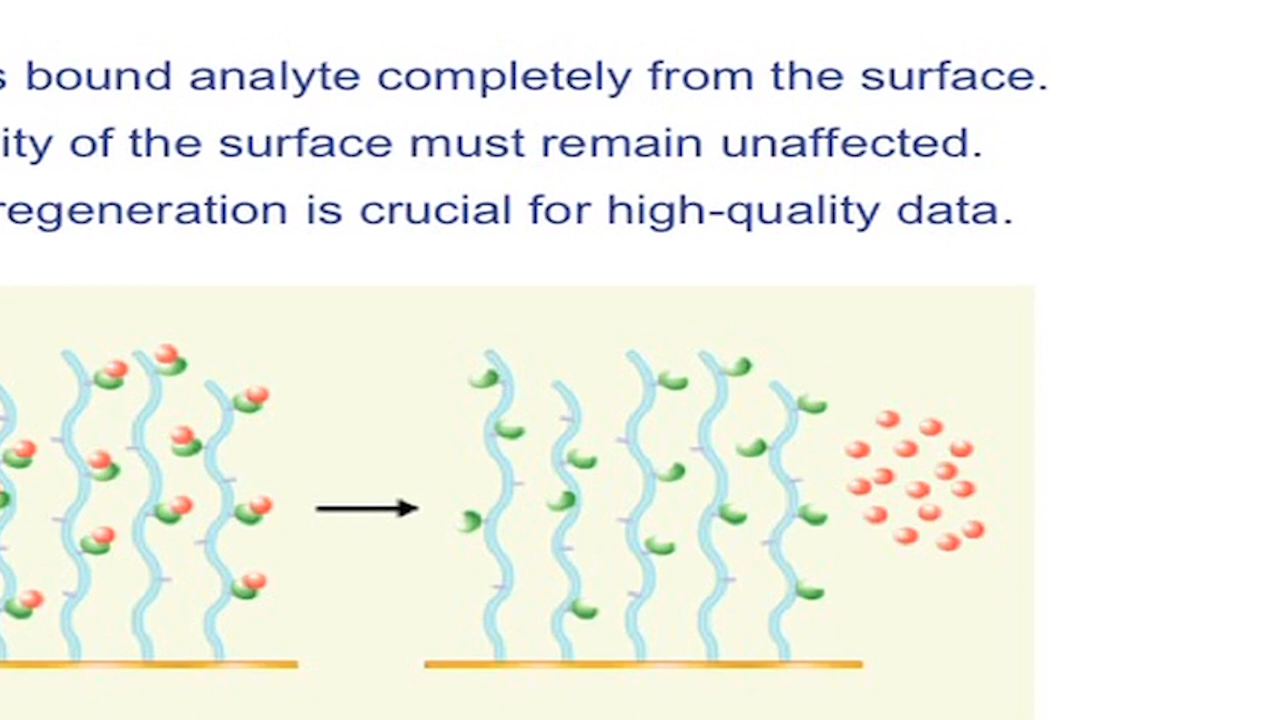 s bound analyte completely from the surface.
ity of the surface must remain unaffected.
regeneration is crucial for high-quality data.